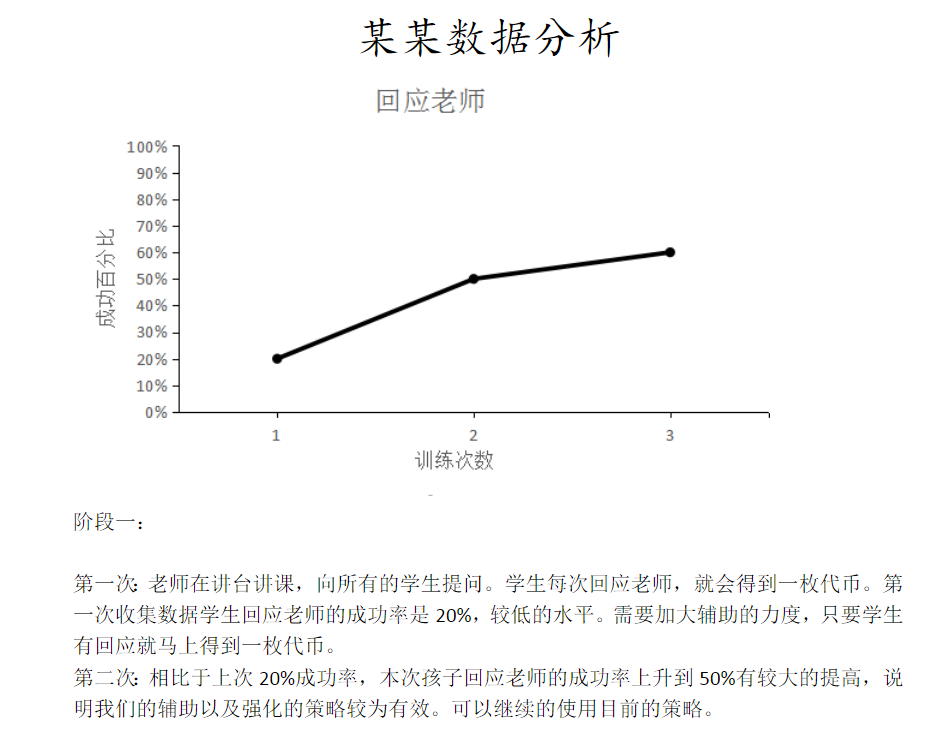 某某数据分析
回应老师
100%
90%
80%
70%
60%
50%
40%
30%
20%
10%
0%
成功百分比
1 2 3
训练次数
阶段一：
第一次：老师在讲台讲课，向所有的学生提问。学生每次回应老师，就会得到一枚代币。第
一次收集数据学生回应老师的成功率是 20%，较低的水平。需要加大辅助的力度，只要学生
有回应就马上得到一枚代币。
第二次：相比于上次 20%成功率，本次孩子回应老师的成功率上升到 50%有较大的提高，说
明我们的辅助以及强化的策略较为有效。可以继续的使用目前的策略。